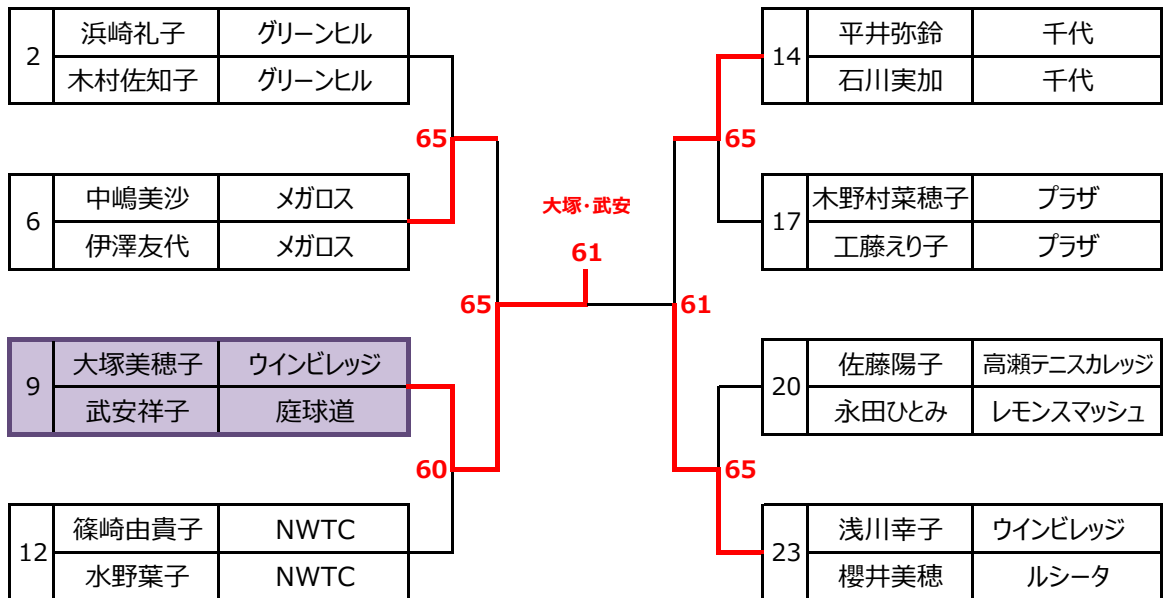 2 浜崎礼子 グリーンヒル
木村佐知子 グリーンヒル
65
6 中嶋美沙 メガロス
伊澤友代 メガロス
65
9 大塚美穂子 ウインビレッジ
武安祥子 庭球道
60
12 篠崎由貴子 NWTC
水野葉子 NWTC
大塚・武安
61
14 平井弥鈴 千代
石川実加 千代
65
17 木野村菜穂子 プラザ
工藤えり子 プラザ
61
20 佐藤陽子 高瀬テニスカレッジ
永田ひとみ レモンスマッシュ
65
23 浅川幸子 ウインビレッジ
櫻井美穂 ルシータ